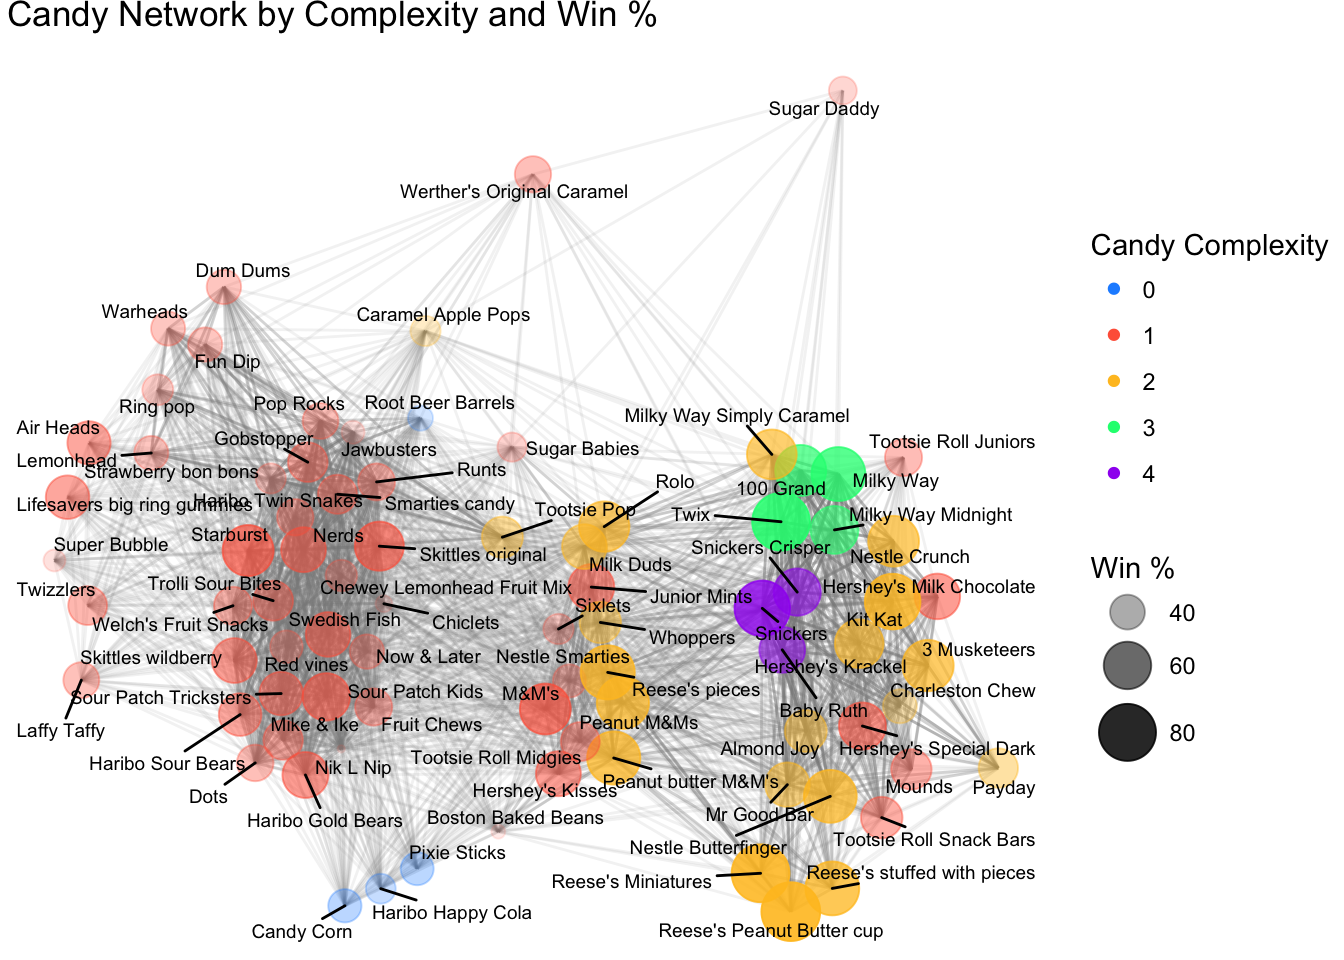 Candy Network by Complexity and Win %
Sugar Daddy
Werther's Original Caramel
Dum Dums
Warheads
Caramel Apple Pops
Fun Dip
Ring pop
Pop Rocks
Root Beer Barrels
Milky Way Simply Caramel
Air Heads
Gobstopper
Jawbusters
Sugar Babies
Tootsie Roll Juniors
Lemonhead
Strawberry bon bons
Runts
Rolo
100 Grand
Milky Way
Lifesavers big ring gummies
Haribo Twin Snakes
Smarties candy
Tootsie Pop
Twix
Milky Way Midnight
Starburst
Nerds
Super Bubble
Skittles original
Snickers Crisper
Nestle Crunch
Milk Duds
Twizzlers
Trolli Sour Bites
Chewey Lemonhead Fruit Mix
Junior Mints
Hershey's Milk Chocolate
Welch's Fruit Snacks
Swedish Fish
Chiclets
Sixlets
Whoppers
Snickers
Kit Kat
Skittles wildberry
Red vines
Now & Later
Nestle Smarties
Hershey's Krackel
3 Musketeers
Sour Patch Tricksters
Sour Patch Kids
M&M's
Reese's pieces
Charleston Chew
Laffy Taffy
Mike & Ike
Fruit Chews
Peanut M&Ms
Baby Ruth
Haribo Sour Bears
Nik L Nip
Tootsie Roll Midgies
Almond Joy
Hershey's Special Dark
Dots
Hershey's Kisses
Peanut butter M&M's
Mounds
Payday
Haribo Gold Bears
Boston Baked Beans
Mr Good Bar
Tootsie Roll Snack Bars
Pixie Sticks
Nestle Butterfinger
Reese's Miniatures
Reese's stuffed with pieces
Candy Corn
Haribo Happy Cola
Reese's Peanut Butter cup
Candy Complexity
0
1
2
3
4
Win %
40
60
80